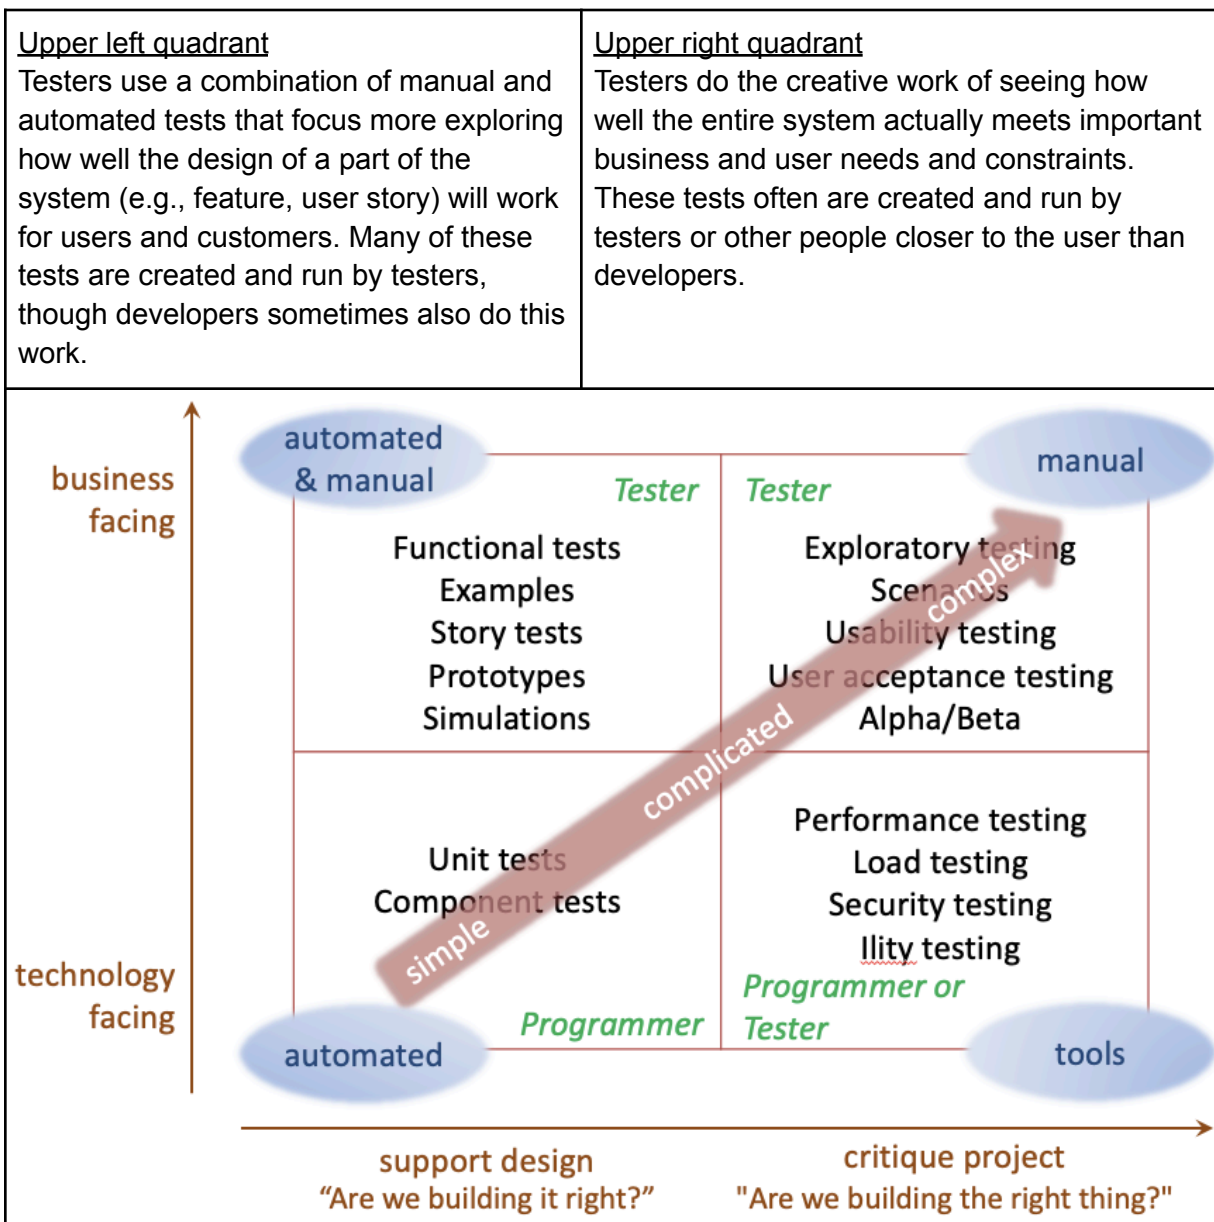 Upper left quadrant
Testers use a combination of manual and
automated tests that focus more exploring
how well the design of a part of the
system (e.g., feature, user story) will work
for users and customers. Many of these
tests are created and run by testers,
though developers sometimes also do this
work.
Upper right quadrant
Testers do the creative work of seeing how
well the entire system actually meets important
business and user needs and constraints.
These tests often are created and run by
testers or other people closer to the user than
developers.
business
facing
technology
facing
automated
& manual
Tester
Functional tests
Examples
Story tests
Prototypes
Simulations
Tester
manual
Exploratory testing
Scenarios
Usability testing
User acceptance testing
Alpha/Beta
Unit tests
Component tests
Programmer
automated
Performance testing
Load testing
Security testing
Ility testing
Programmer or
Tester
tools
simple
complicated
complex
support design
“Are we building it right?”
critique project
"Are we building the right thing?"